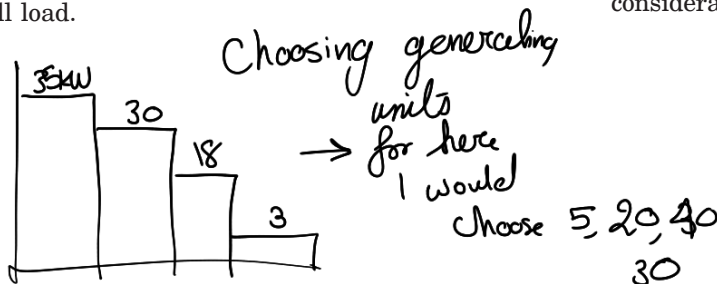 ll load.
considera
Choosing generating
units
for here
I would
choose 5, 20, 40
30
35kW
30
18
3